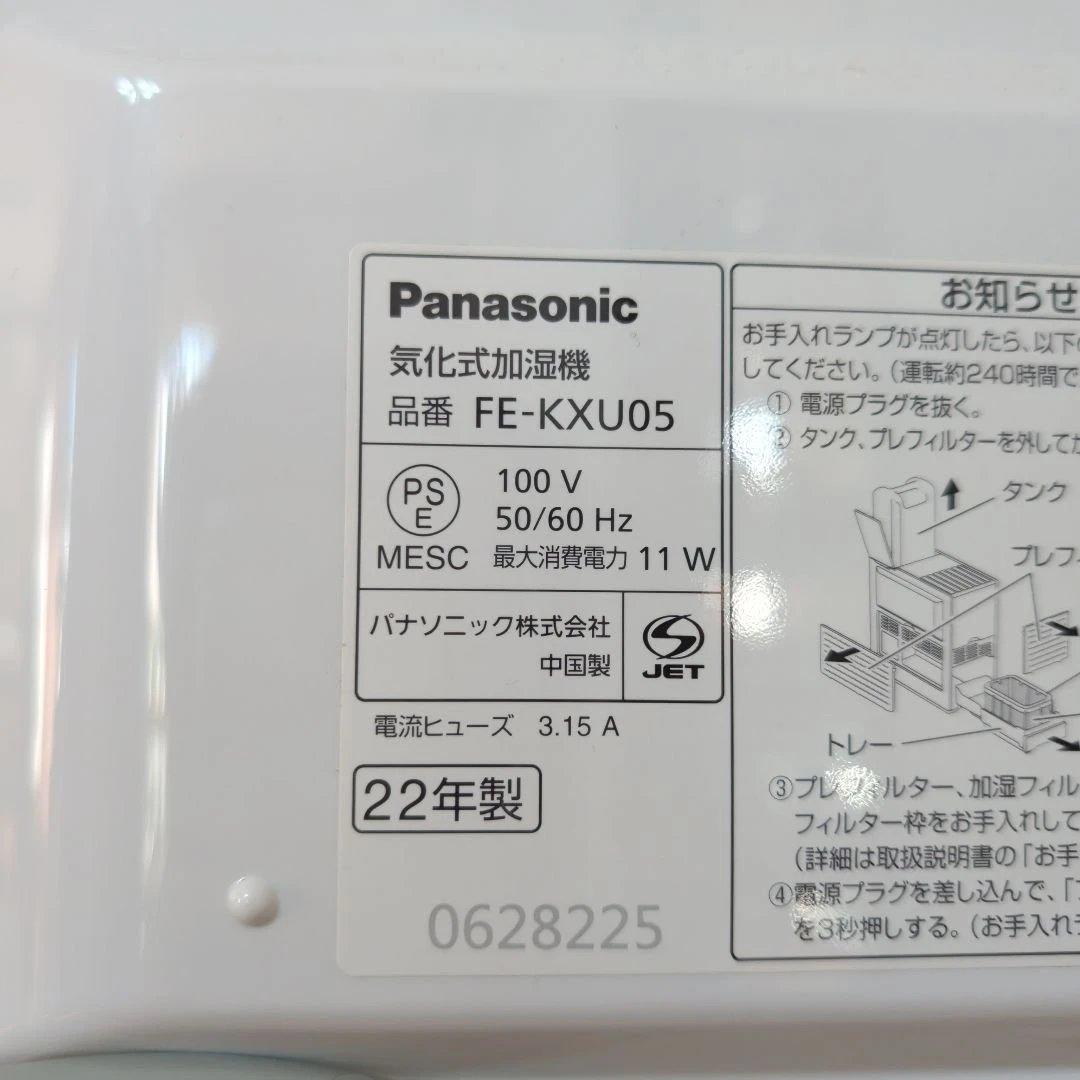 Panasonic
気化式加湿機
品番 FE-KXU05
PS
E
100 V
50/60 Hz
MESC 最大消費電力 11 W
パナソニック株式会社
中国製
JET
電流ヒューズ 3.15 A
22年製
0628225
お知らせ
お手入れランプが点灯したら、以下
してください。(運転約240時間で
① 電源プラグを抜く。
② タンク、プレフィルターを外して
タンク
プレフ
トレー
③プレフィルター、加湿フィル
フィルター枠をお手入れして
(詳細は取扱説明書の「お手
④電源プラグを差し込んで、「
を3秒押しする。(お手入れ